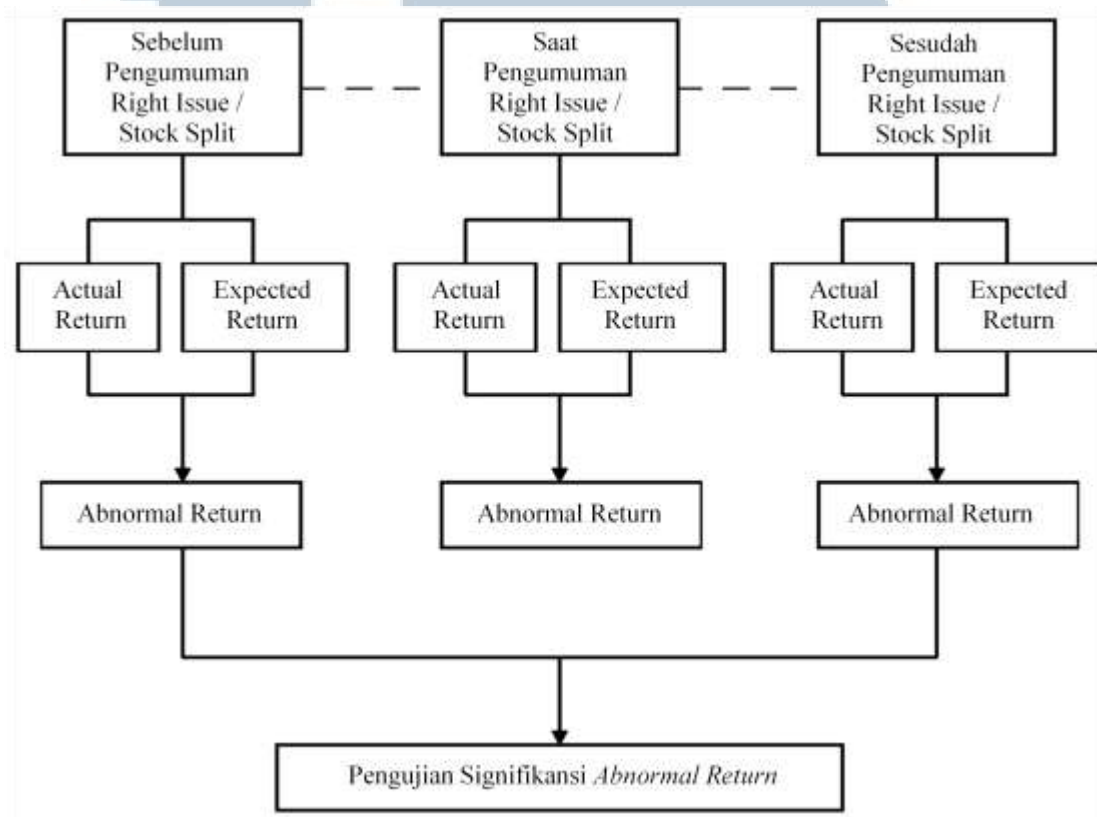 Sebelum
Pengumuman
Right Issue /
Stock Split
Saat
Pengumuman
Right Issue /
Stock Split
Sesudah
Pengumuman
Right Issue /
Stock Split
Actual
Return
Expected
Return
Actual
Return
Expected
Return
Actual
Return
Expected
Return
Abnormal Return
Abnormal Return
Abnormal Return
Pengujian Signifikansi Abnormal Return